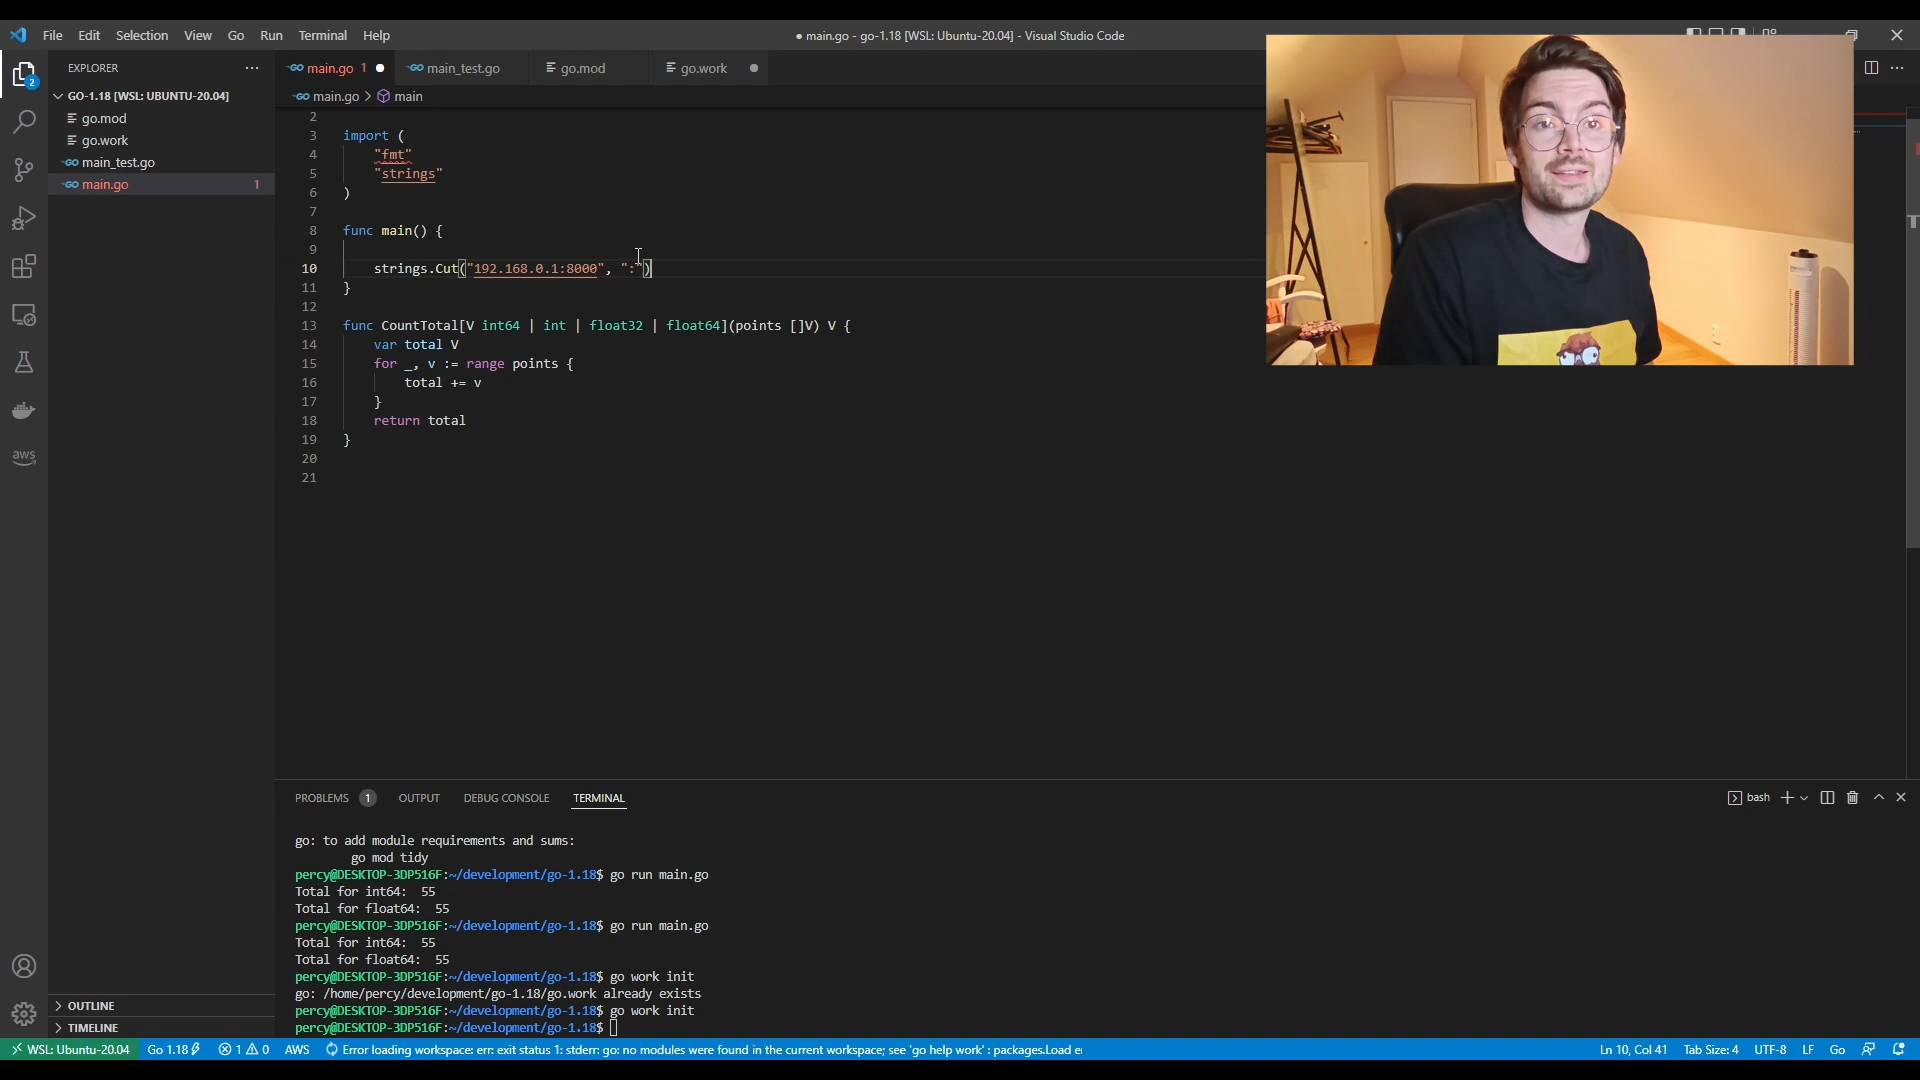 File Edit Selection View Go Run Terminal Help
● main.go - go-1.18 [WSL: Ubuntu-20.04] - Visual Studio Code
EXPLORER
2
GO-1.18 [WSL: UBUNTU-20.04]
go.mod
go.work
main_test.go
main.go 1
OUTLINE
TIMELINE
aws
main.go 1 ● main_test.go go.mod go.work ●
main.go > main
2
3 import (
4 "fmt"
5 "strings"
6 )
7
8 func main() {
9
10 strings.Cut("192.168.0.1:8000", ":")
11 }
12
13 func CountTotal[V int64 | int | float32 | float64](points []V) V {
14 var total V
15 for _, v := range points {
16 total += v
17 }
18 return total
19 }
20
21
PROBLEMS 1 OUTPUT DEBUG CONSOLE TERMINAL
bash
go: to add module requirements and sums:
go mod tidy
percy@DESKTOP-3DP516F:~/development/go-1.18$ go run main.go
Total for int64: 55
Total for float64: 55
percy@DESKTOP-3DP516F:~/development/go-1.18$ go run main.go
Total for int64: 55
Total for float64: 55
percy@DESKTOP-3DP516F:~/development/go-1.18$ go work init
go: /home/percy/development/go-1.18/go.work already exists
percy@DESKTOP-3DP516F:~/development/go-1.18$ go work init
percy@DESKTOP-3DP516F:~/development/go-1.18$
WSL: Ubuntu-20.04 Go 1.18 1 0 AWS Error loading workspace: err: exit status 1: stderr: go: no modules were found in the current workspace; see 'go help work' : packages.Load e
Ln 10, Col 41 Tab Size: 4 UTF-8 LF Go